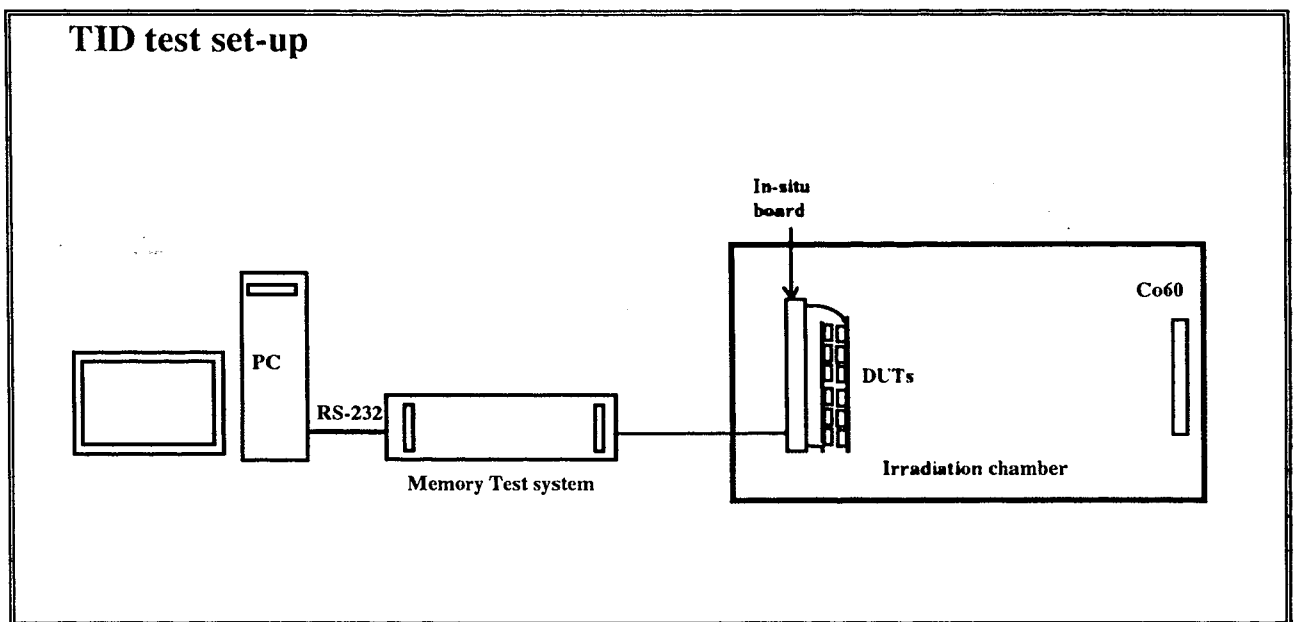 TID test set-up
In-situ
board
Co60
PC
DUTs
RS-232
Irradiation chamber
Memory Test system